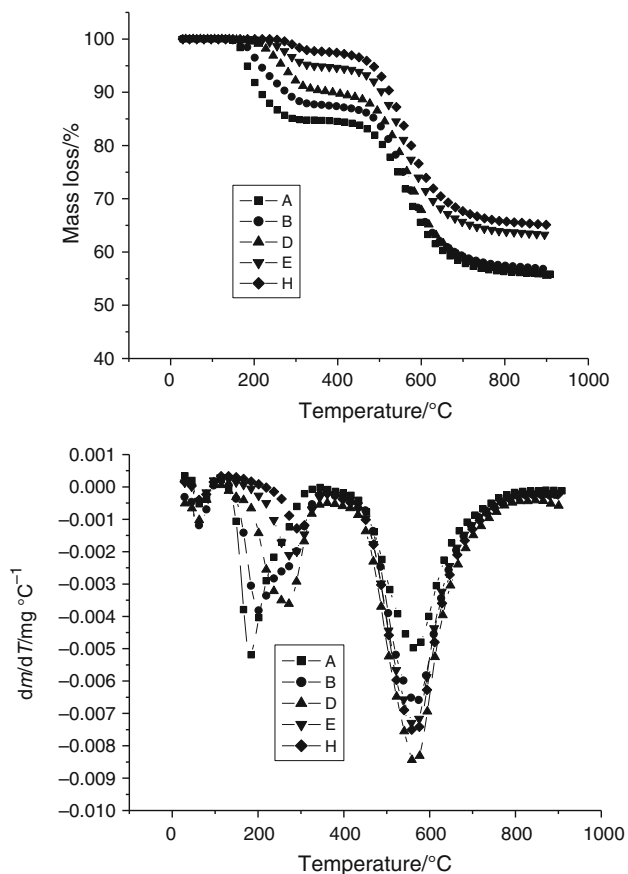 100
90
80
70
60
50
40
Mass loss/%
A
B
D
E
H
0 200 400 600 800 1000
Temperature/°C
0.001
0.000
−0.001
−0.002
−0.003
−0.004
−0.005
−0.006
−0.007
−0.008
−0.009
−0.010
dm/dT/mg °C⁻¹
A
B
D
E
H
0 200 400 600 800 1000
Temperature/°C